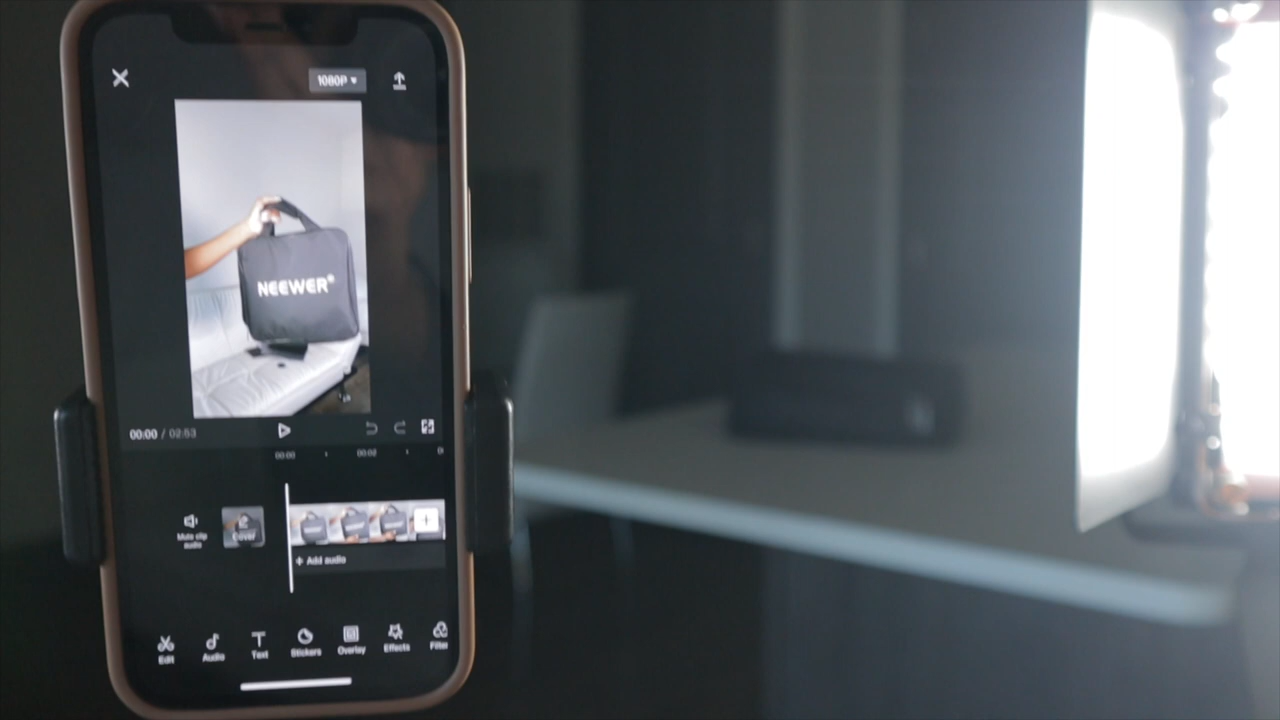 1080P
NEEWER®
00:00 / 02:53
00:00 00:02 0
Mute clip
audio
Cover
+ Add audio
Edit Audio Text Stickers Overlay Effects Filter